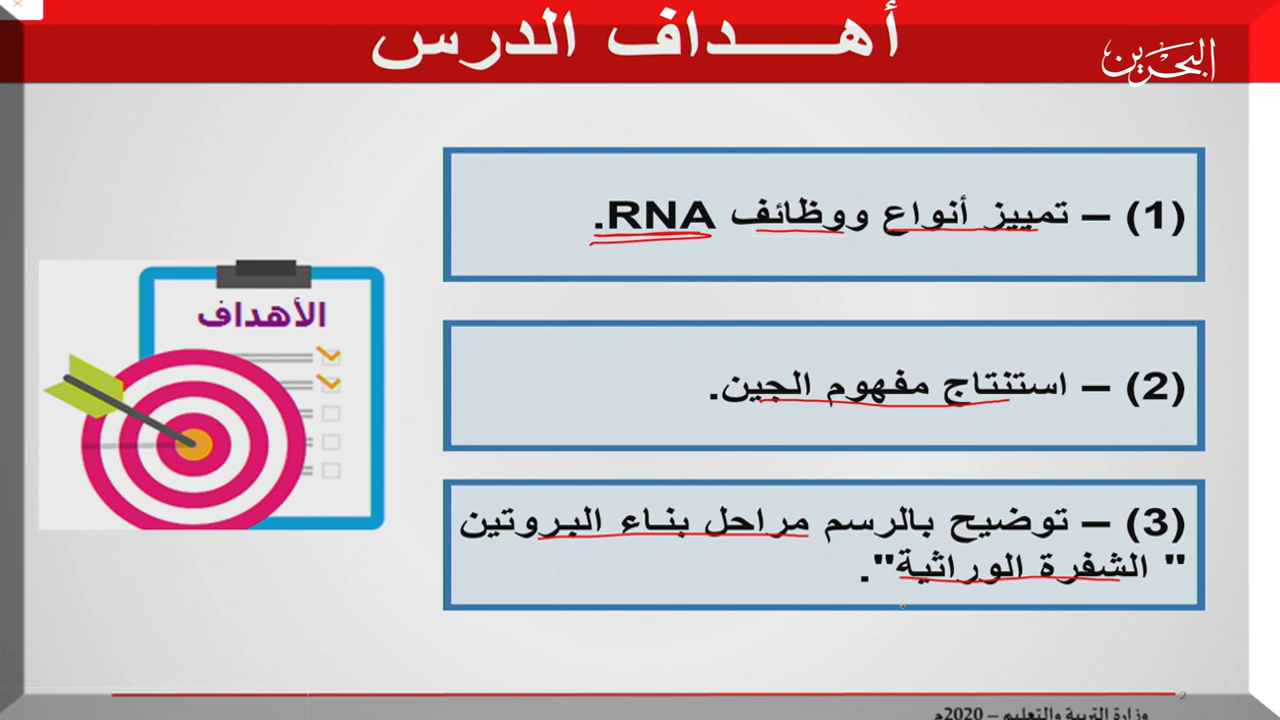 أهـــداف الدرس
البحرين
(1) – تمييز أنواع ووظائف RNA.
(2) – استنتاج مفهوم الجين.
(3) – توضيح بالرسم مراحل بناء البروتين
" الشفرة الوراثية".
الأهداف
2
وزارة التربية والتعليم – 2020م